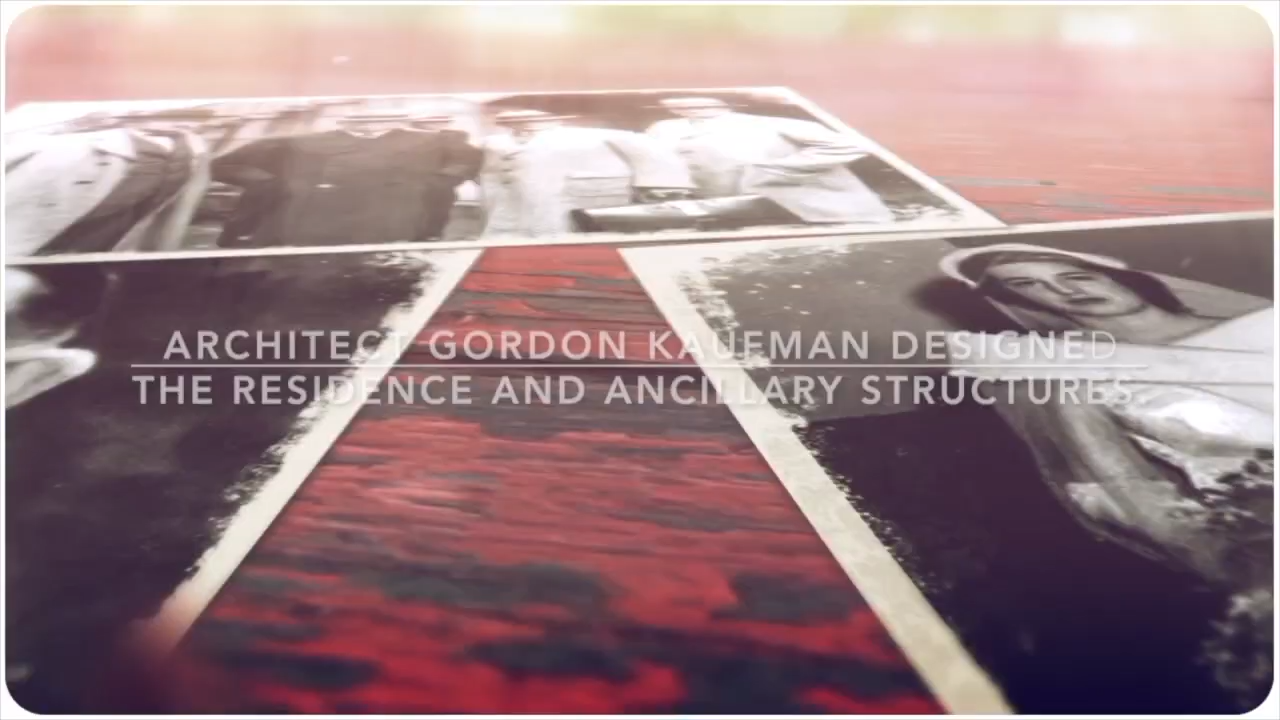 ARCHITECT GORDON KAUFMAN DESIGNED
THE RESIDENCE AND ANCILLARY STRUCTURES.